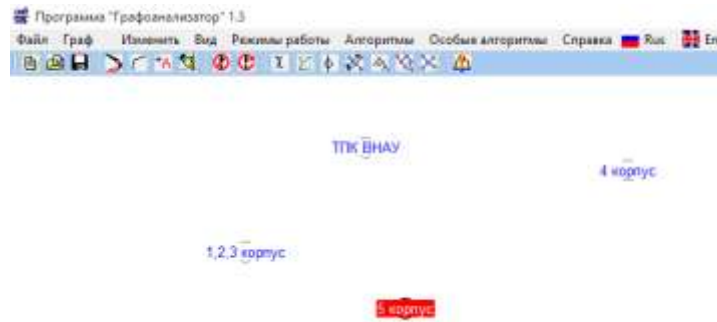 Программа "Графоанализатор" 1.3
Файл Граф Изменить Вид Режимы работы Алгоритмы Особые алгоритмы Справка Rus En
ТПК ВНАУ
4 корпус
1,2,3 корпус
5 корпус